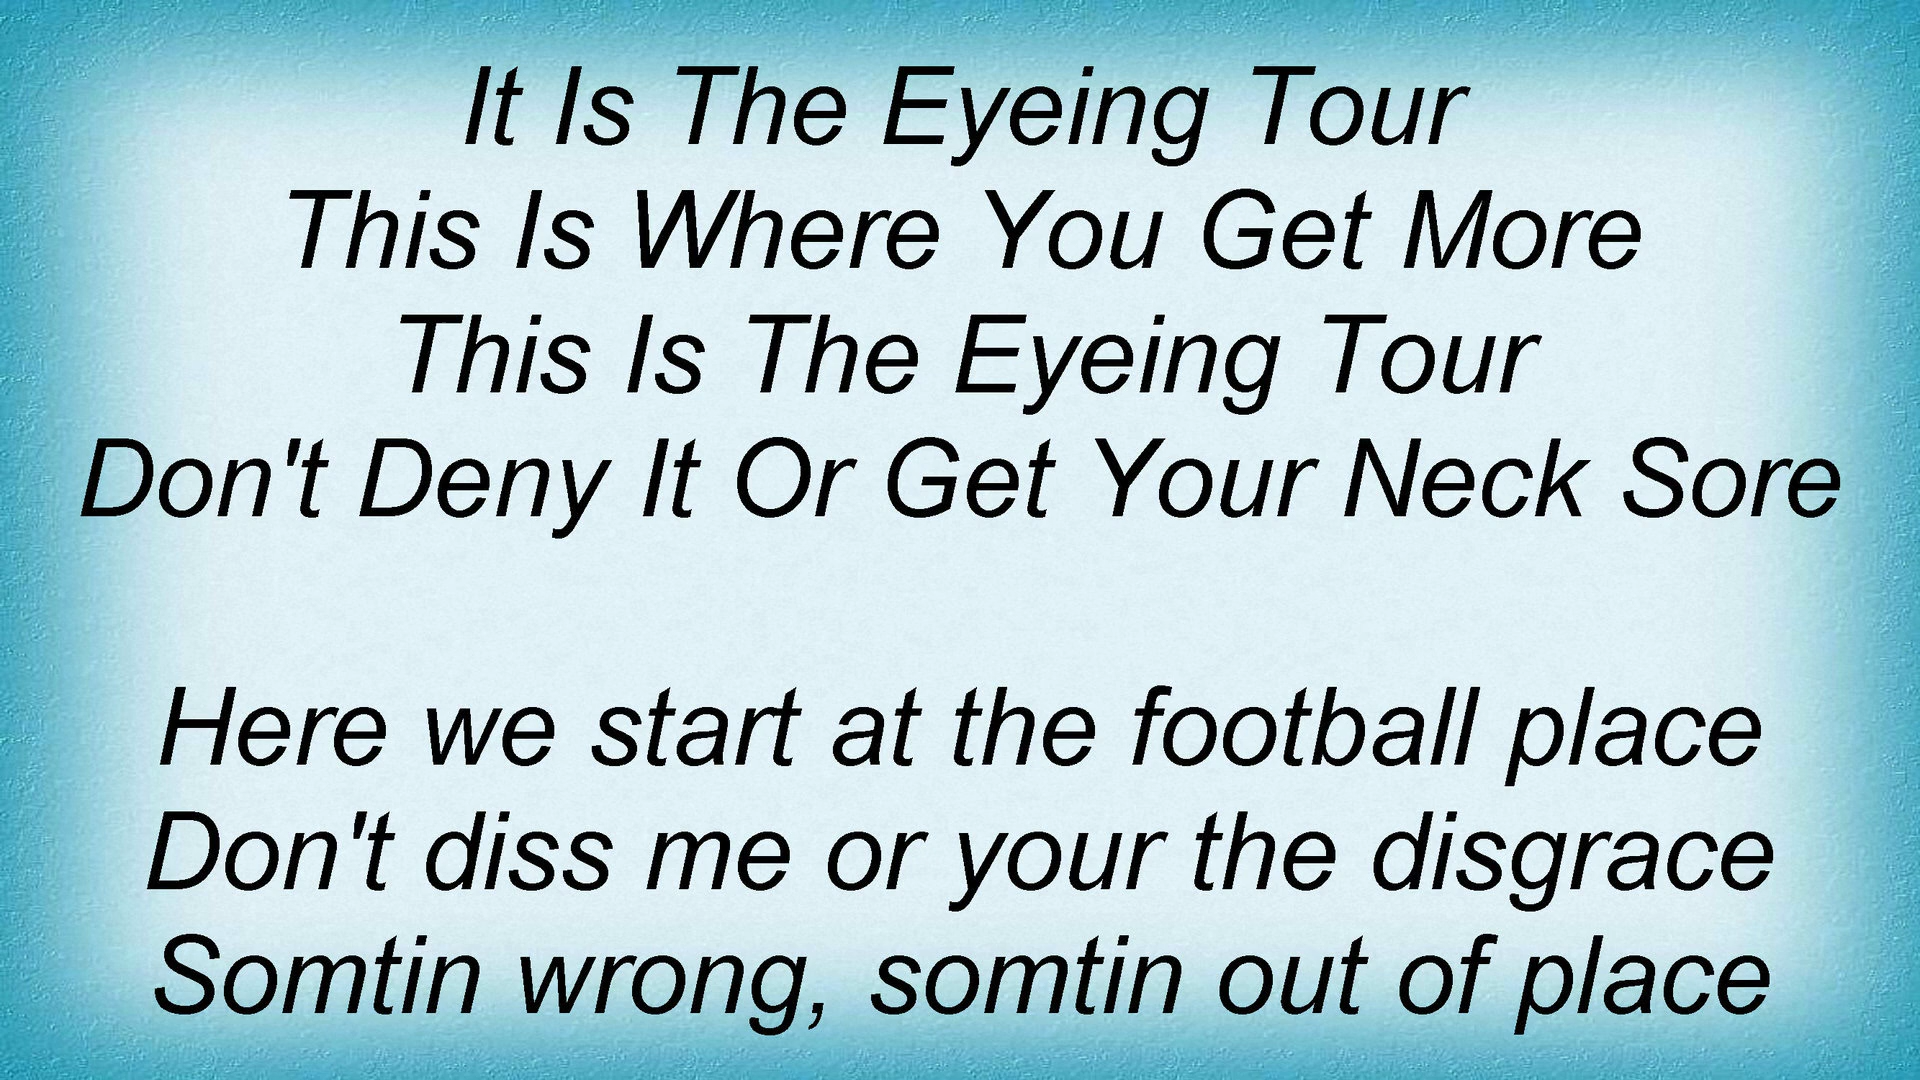 It Is The Eyeing Tour
This Is Where You Get More
This Is The Eyeing Tour
Don't Deny It Or Get Your Neck Sore
Here we start at the football place
Don't diss me or your the disgrace
Somtin wrong, somtin out of place